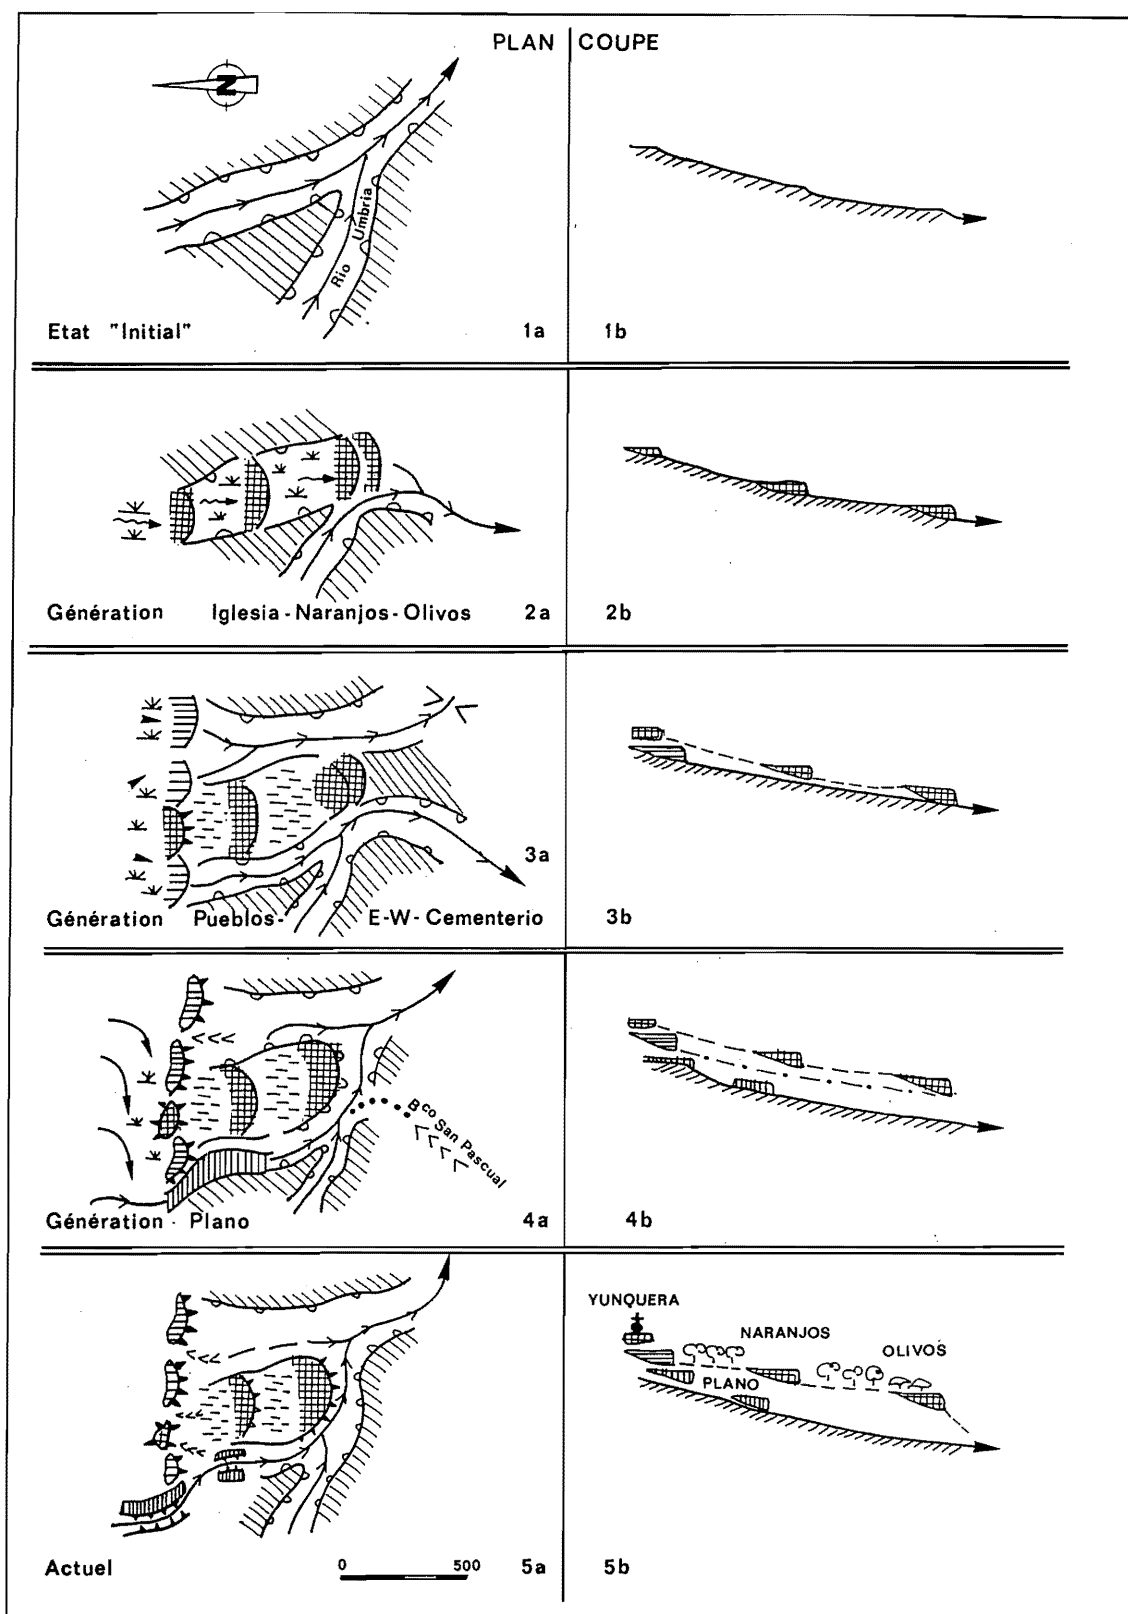 PLAN COUPE
N
Rio Umbria
Etat "Initial" 1a 1b
Génération Iglesia-Naranjos-Olivos 2a 2b
3a
Génération Pueblos- E-W-Cementerio 3b
Bco San Pascual
Génération - Plano 4a 4b
YUNQUERA
NARANJOS
OLIVOS
PLANO
Actuel 0 500 5a 5b